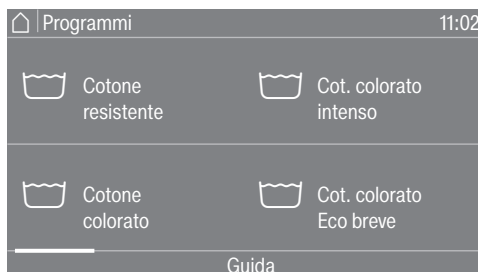 Programmi
11:02
Cotone
resistente
Cot. colorato
intenso
Cotone
colorato
Cot. colorato
Eco breve
Guida